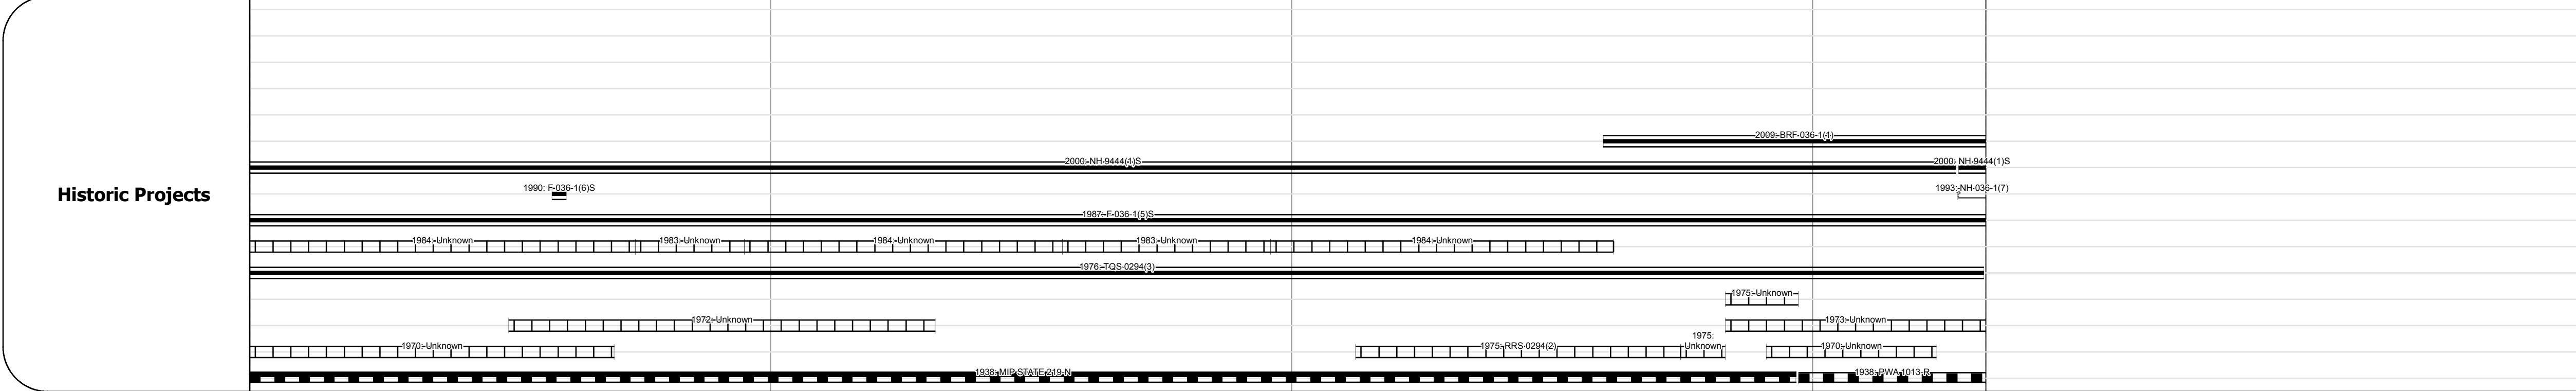 Historic Projects
2009: BRF-036-1(1)
2000: NH-9444(1)S
2000: NH-9444(1)S
1990: F-036-1(6)S
1993: NH-036-1(7)
1987: F-036-1(5)S
1984: Unknown
1983: Unknown
1984: Unknown
1983: Unknown
1984: Unknown
1976: TQS-0294(3)
1975: Unknown
1972: Unknown
1973: Unknown
1970: Unknown
1975: RRS-0294(2)
1975:
Unknown
1970: Unknown
1938: MIP STATE 219-N
1938: PWA 1013-R